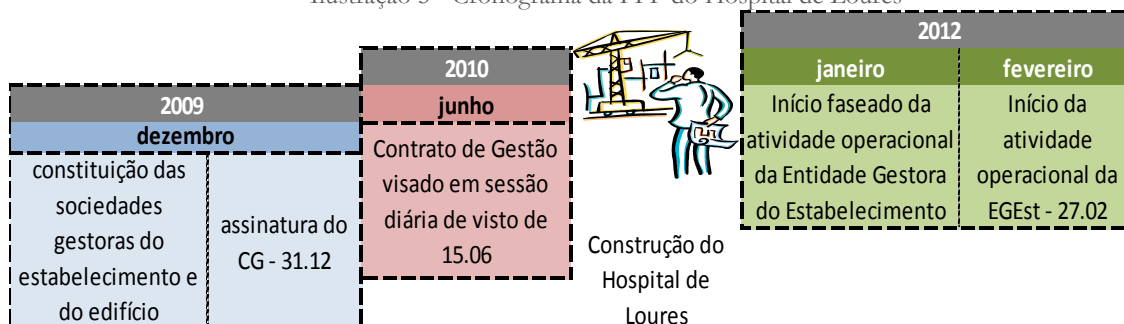 Ilustração 3 - Cronograma da PPP do Hospital de Loures
2009
dezembro
constituição das
sociedades
gestoras do
estabelecimento e
do edifício
assinatura do
CG - 31.12
2010
junho
Contrato de Gestão
visado em sessão
diária de visto de
15.06
Construção do
Hospital de
Loures
2012
janeiro
Início faseado da
atividade operacional
da Entidade Gestora
do Estabelecimento
fevereiro
Início da
atividade
operacional da
EGEst - 27.02